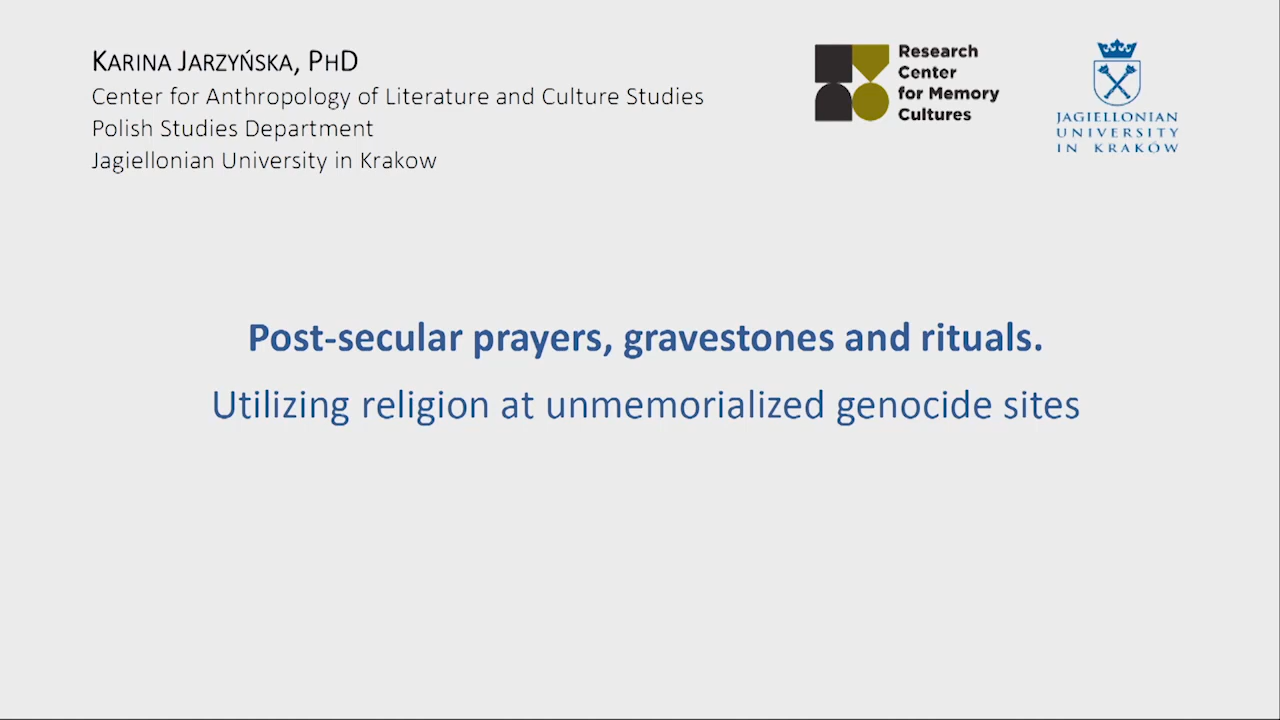 KARINA JARZYŃSKA, PHD
Center for Anthropology of Literature and Culture Studies
Polish Studies Department
Jagiellonian University in Krakow
Research
Center
for Memory
Cultures
JAGIELLONIAN
UNIVERSITY
IN KRAKÓW
Post-secular prayers, gravestones and rituals.
Utilizing religion at unmemorialized genocide sites